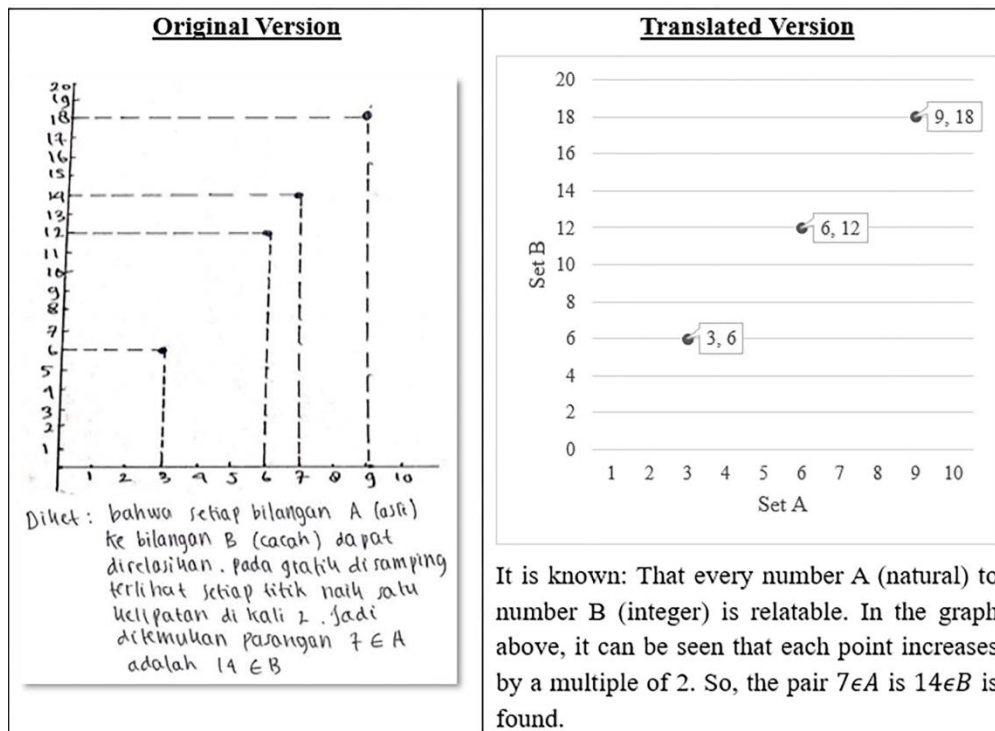 Original Version
20
19
18
17
16
15
14
13
12
11
10
9
8
7
6
5
4
3
2
1
1 2 3 4 5 6 7 8 9 10
Diket : bahwa setiap bilangan A (asli)
ke bilangan B (cacah) dapat
direlasikan. pada grafik disamping
terlihat setiap titik naik satu
kelipatan di kali 2. Jadi
ditemukan pasangan 7 ∈ A
adalah 14 ∈ B
Translated Version
20
18
16
14
12
10
8
6
4
2
0
Set B
9, 18
6, 12
3, 6
1 2 3 4 5 6 7 8 9 10
Set A
It is known: That every number A (natural) to
number B (integer) is relatable. In the graph
above, it can be seen that each point increases
by a multiple of 2. So, the pair 7ϵA is 14ϵB is
found.